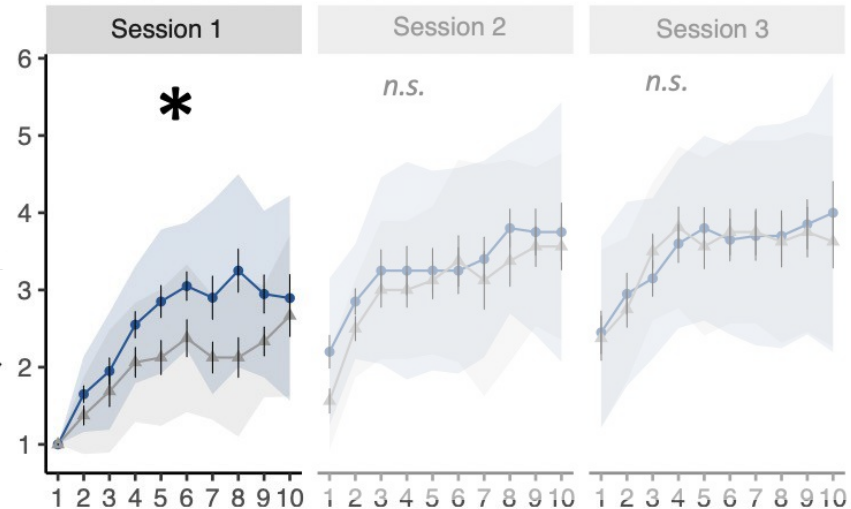 Session 1
Session 2
Session 3
*
n.s.
n.s.
6
5
4
3
2
1
1 2 3 4 5 6 7 8 9 10
1 2 3 4 5 6 7 8 9 10
1 2 3 4 5 6 7 8 9 10